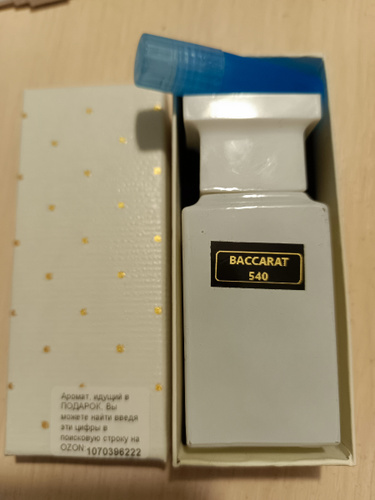 BACCARAT
540
Аромат, идущий в
ПОДАРОК. Вы
можете найти введя
эти цифры в
поисковую строку на
OZON 1070396222